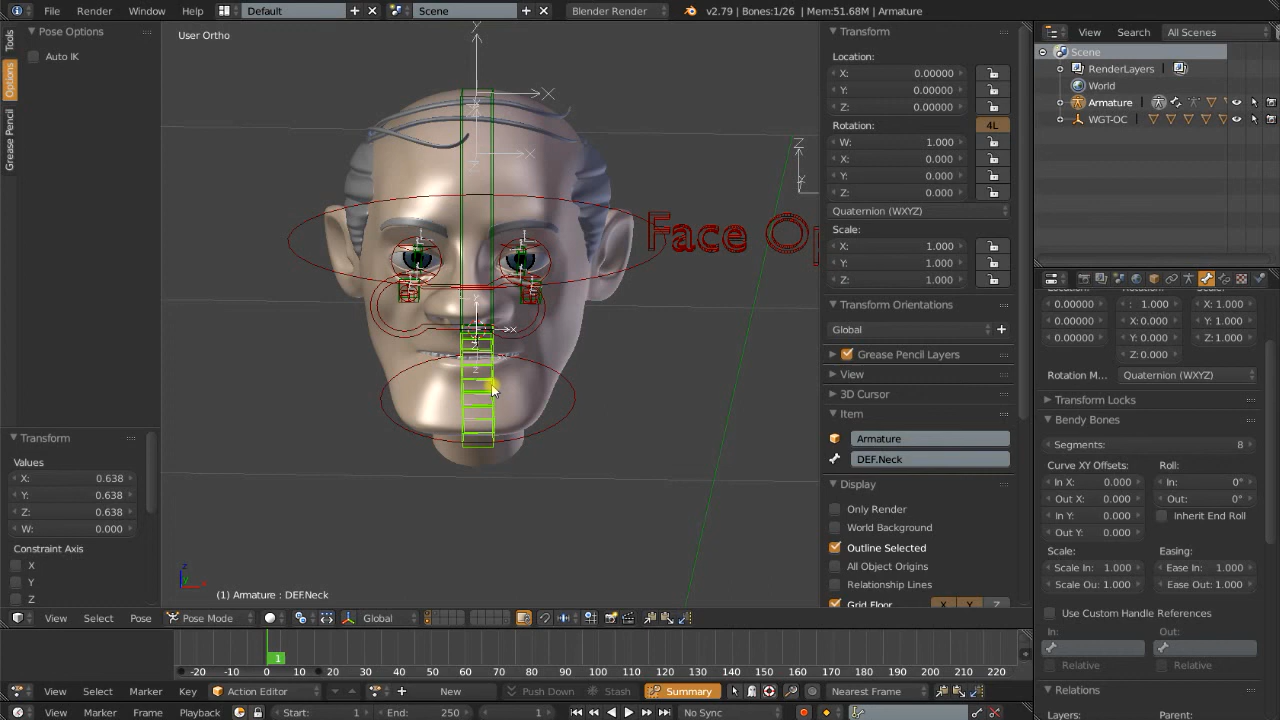 File Render Window Help Default Scene Blender Render v2.79 | Bones:1/26 | Mem:51.68M | Armature
Pose Options
Auto IK
Tools
Options
Grease Pencil
Transform
Values
X: 0.638
Y: 0.638
Z: 0.638
W: 0.000
Constraint Axis
X
Y
Z
User Ortho
Face Op
(1) Armature : DEF.Neck
View Select Pose Pose Mode Global
Transform
Location:
X: 0.00000
Y: 0.00000
Z: 0.00000
Rotation: 4L
W: 1.000
X: 0.000
Y: 0.000
Z: 0.000
Quaternion (WXYZ)
Scale:
X: 1.000
Y: 1.000
Z: 1.000
Transform Orientations
Global
Grease Pencil Layers
View
3D Cursor
Item
Armature
DEF.Neck
Display
Only Render
World Background
Outline Selected
All Object Origins
Relationship Lines
Grid Floor X Y Z
View Search All Scenes
Scene
RenderLayers
World
Armature
WGT-OC
0.00000 : 1.000 X: 1.000
0.00000 X: 0.000 Y: 1.000
0.00000 Y: 0.000 Z: 1.000
Z: 0.000
Rotation M... Quaternion (WXYZ)
Transform Locks
Bendy Bones
Segments: 8
Curve XY Offsets: Roll:
In X: 0.000 In: 0°
Out X: 0.000 Out: 0°
In Y: 0.000 Inherit End Roll
Out Y: 0.000
Scale: Easing:
Scale In: 1.000 Ease In: 1.000
Scale Ou: 1.000 Ease Out: 1.000
Use Custom Handle References
In: Out:
Relative Relative
Relations
Layers: Parent:
1
-20 -10 0 10 20 30 40 50 60 70 80 90 100 110 120 130 140 150 160 170 180 190 200 210 220
View Select Marker Key Action Editor New Push Down Stash Summary Nearest Frame
View Marker Frame Playback Start: 1 End: 250 1 No Sync